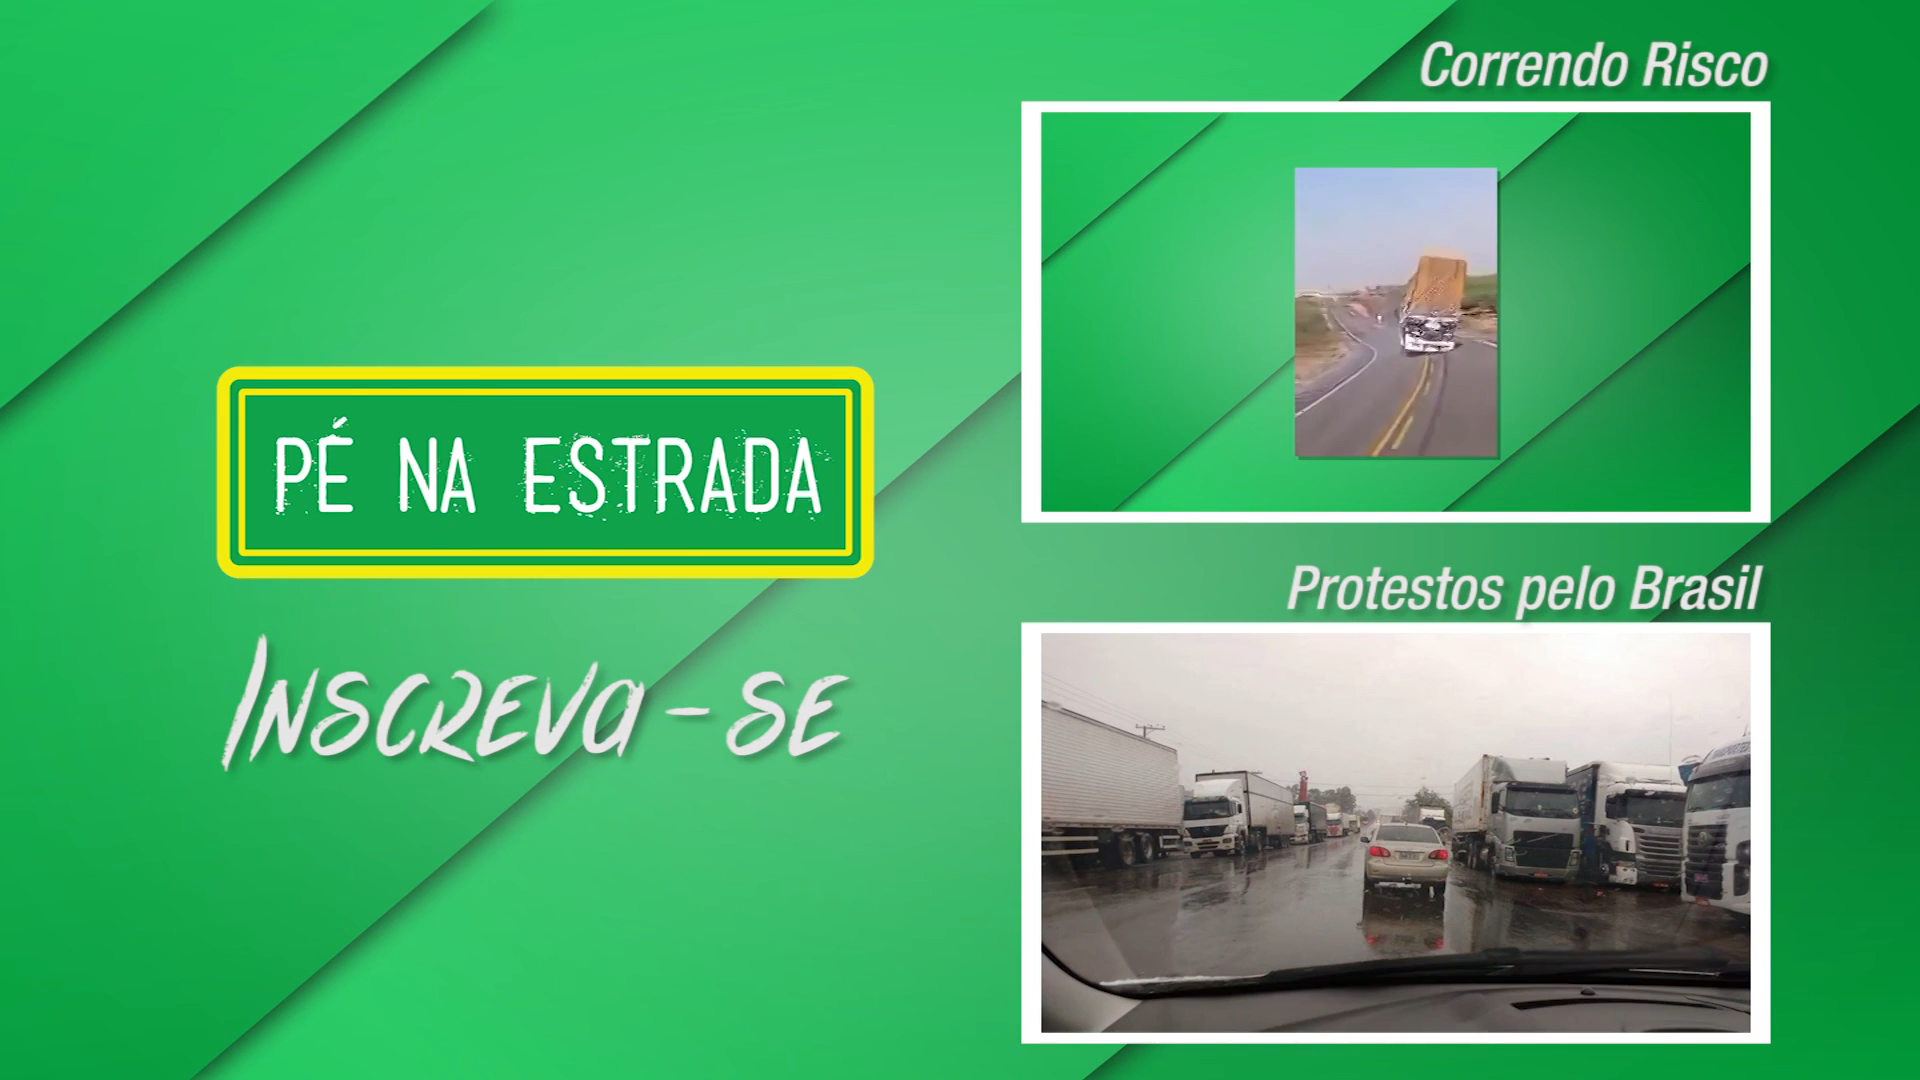 Correndo Risco
PÉ NA ESTRADA
Inscreva-se
Protestos pelo Brasil